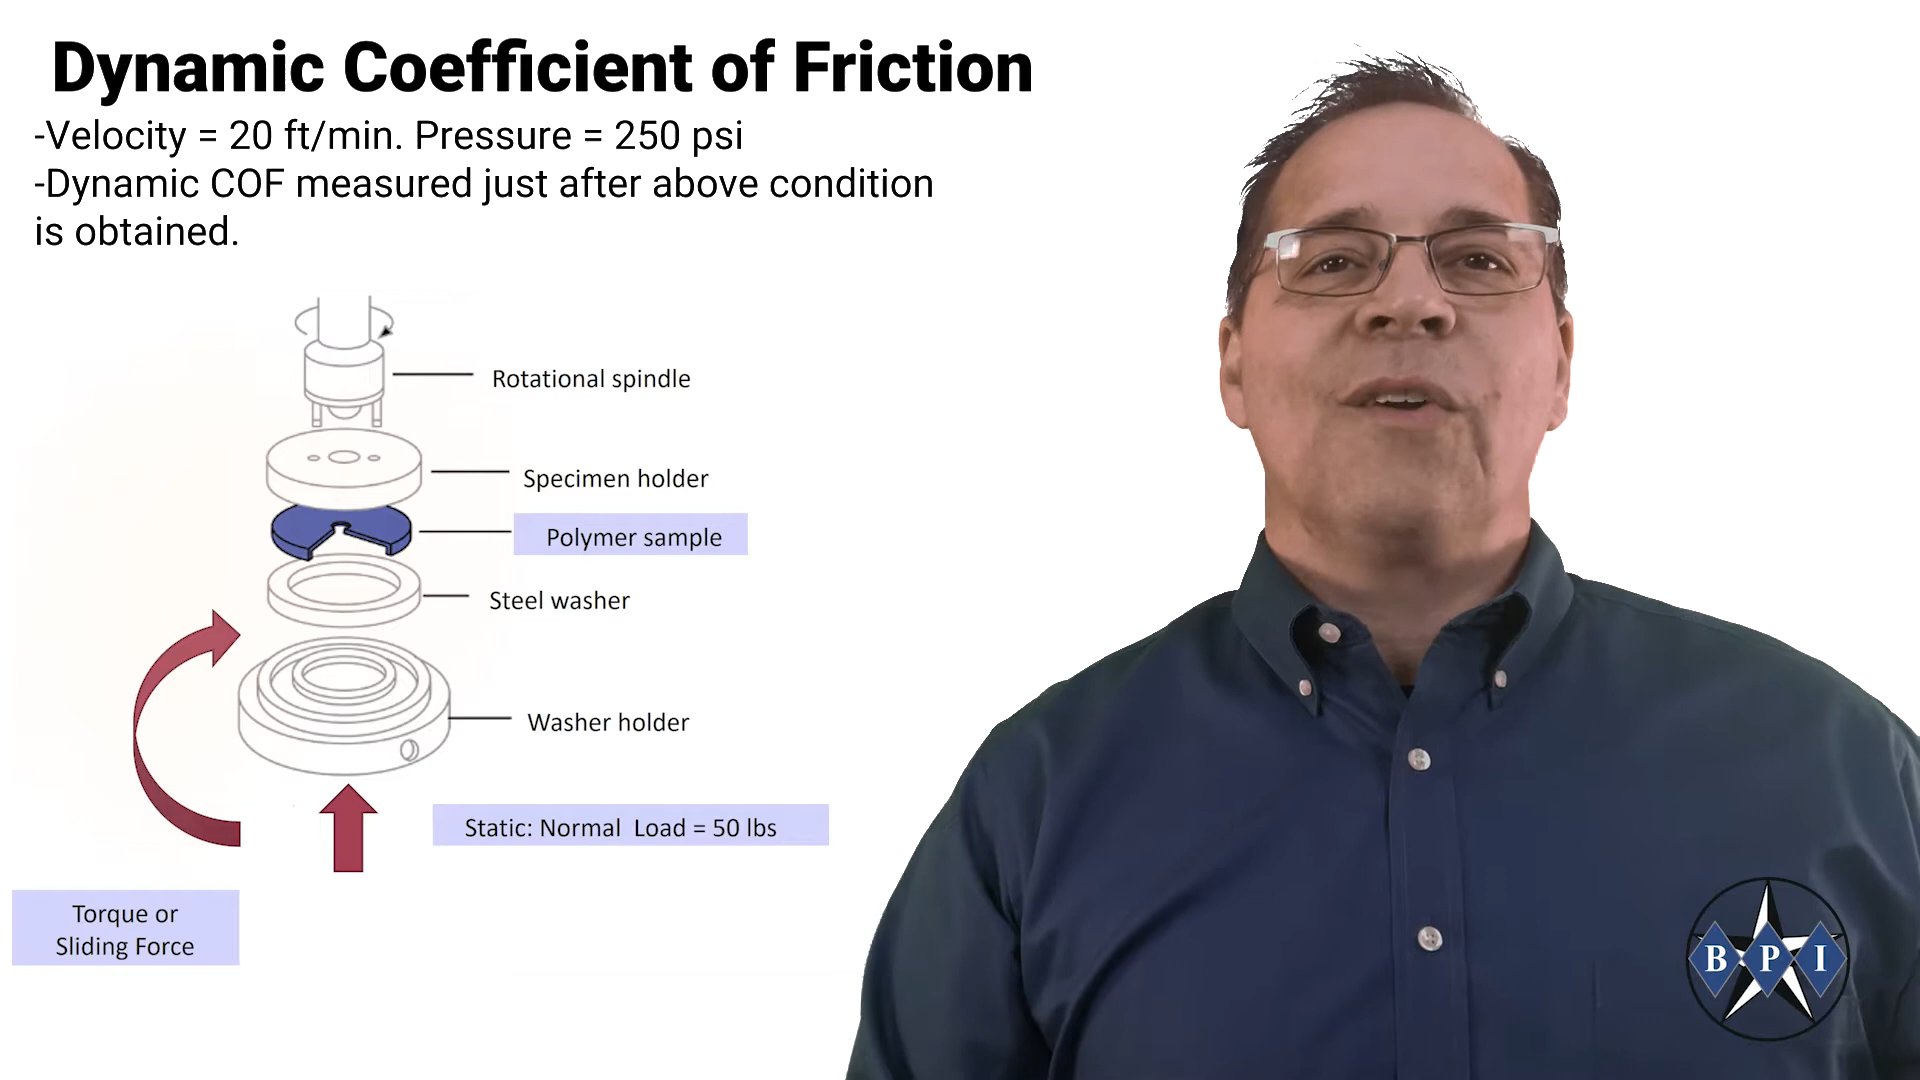 Dynamic Coefficient of Friction
-Velocity = 20 ft/min. Pressure = 250 psi
-Dynamic COF measured just after above condition
is obtained.
Rotational spindle
Specimen holder
Polymer sample
Steel washer
Washer holder
Static: Normal Load = 50 lbs
Torque or
Sliding Force
B P I